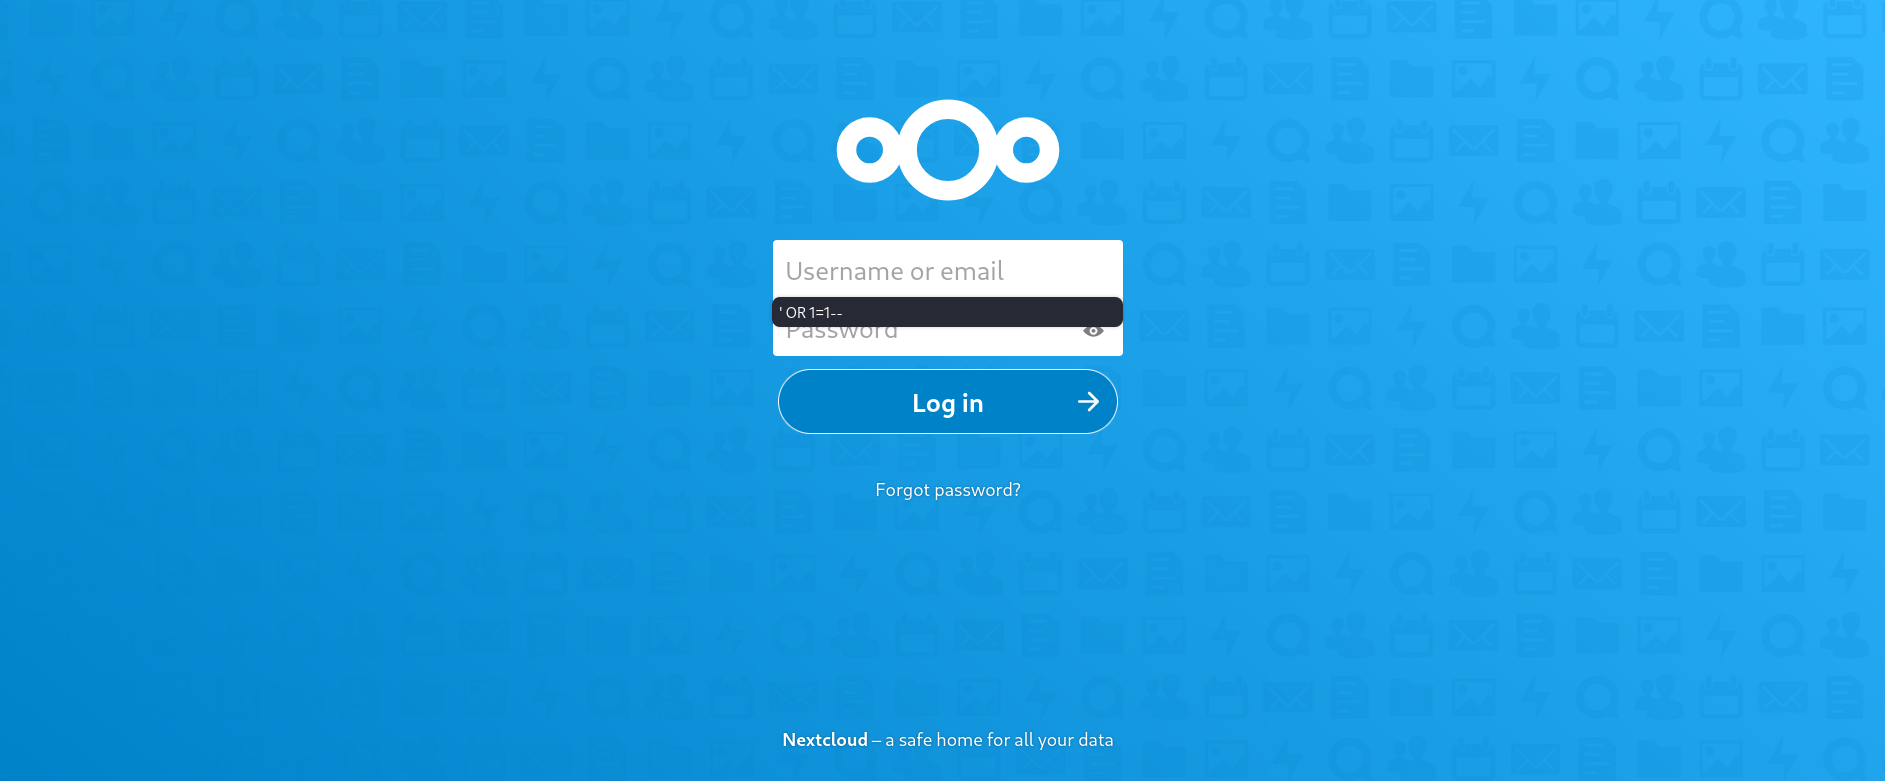 Username or email
' OR 1=1--
Password
Log in
Forgot password?
Nextcloud – a safe home for all your data